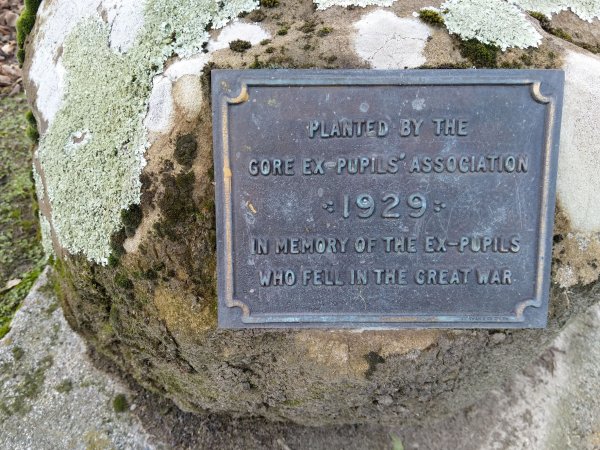 PLANTED BY THE
GORE EX-PUPILS' ASSOCIATION
1929
IN MEMORY OF THE EX-PUPILS
WHO FELL IN THE GREAT WAR